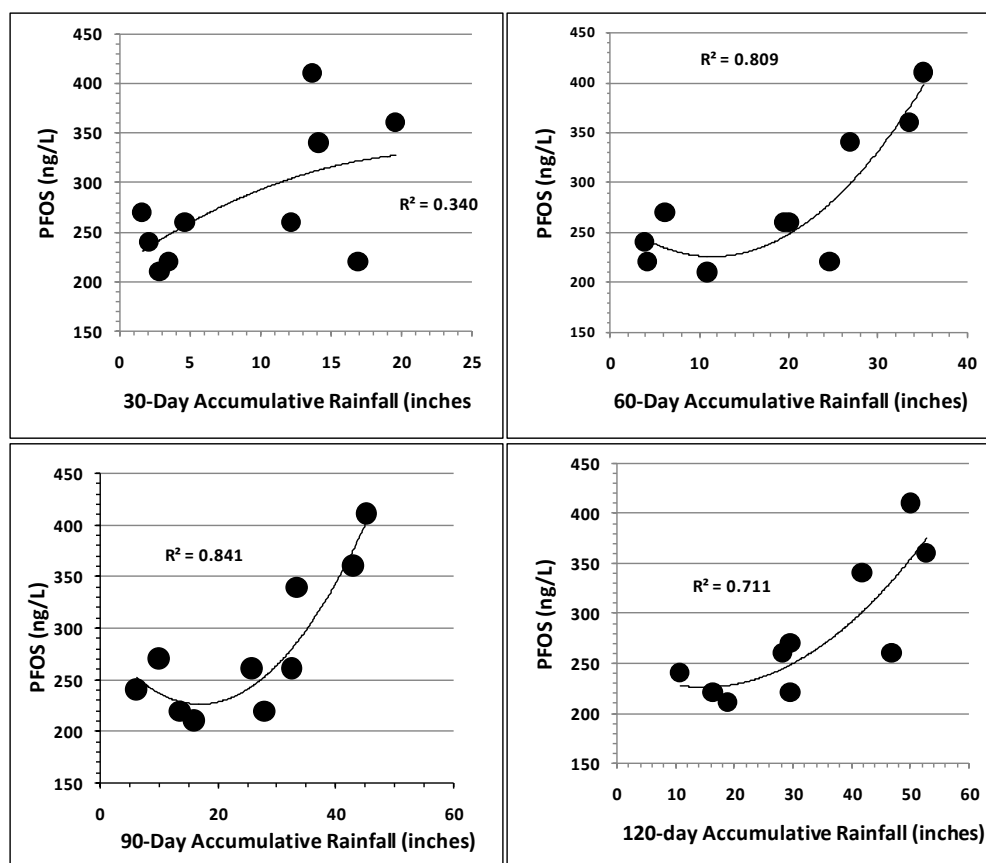 450
400
350
300
250
200
150
PFOS (ng/L)
R² = 0.340
0 5 10 15 20 25
30-Day Accumulative Rainfall (inches
450
400
350
300
250
200
150
PFOS (ng/L)
R² = 0.809
0 10 20 30 40
60-Day Accumulative Rainfall (inches)
450
400
350
300
250
200
150
PFOS (ng/L)
R² = 0.841
0 20 40 60
90-Day Accumulative Rainfall (inches)
450
400
350
300
250
200
150
PFOS (ng/L)
R² = 0.711
0 10 20 30 40 50 60
120-day Accumulative Rainfall (inches)